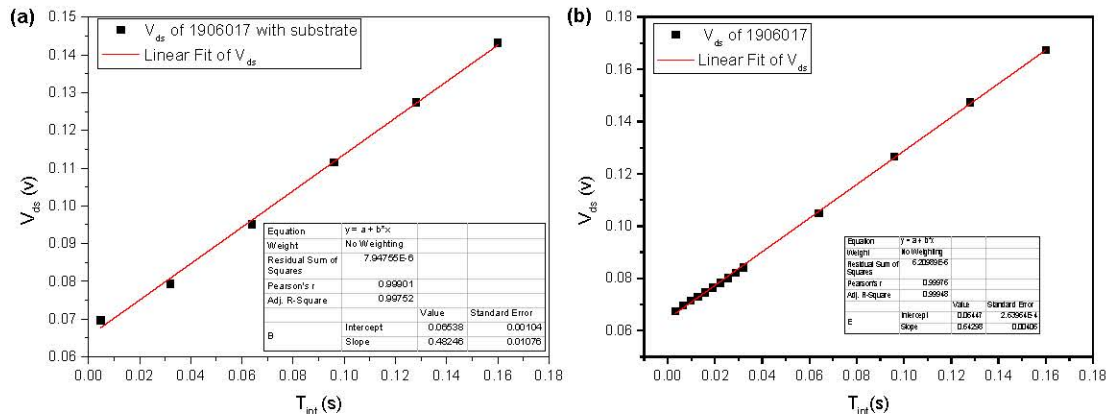 (a)
V_ds of 1906017 with substrate
Linear Fit of V_ds
V_ds (v)
0.15
0.14
0.13
0.12
0.11
0.10
0.09
0.08
0.07
0.06
0.00 0.02 0.04 0.06 0.08 0.10 0.12 0.14 0.16 0.18
T_int (s)
Equation y = a + b*x
Weight No Weighting
Residual Sum of Squares 7.94755E-6
Pearson's r 0.99901
Adj. R-Square 0.99752
Value Standard Error
B Intercept 0.06538 0.00104
Slope 0.48246 0.01076
(b)
V_ds of 1906017
Linear Fit of V_ds
V_ds (v)
0.18
0.16
0.14
0.12
0.10
0.08
0.06
0.00 0.02 0.04 0.06 0.08 0.10 0.12 0.14 0.16 0.18
T_int (s)
Equation y = a + b*x
Weight No Weighting
Residual Sum of Squares 6.20989E-6
Pearson's r 0.99976
Adj. R-Square 0.99948
Value Standard Error
E Intercept 0.06447 2.63964E-4
Slope 0.64298 0.00406